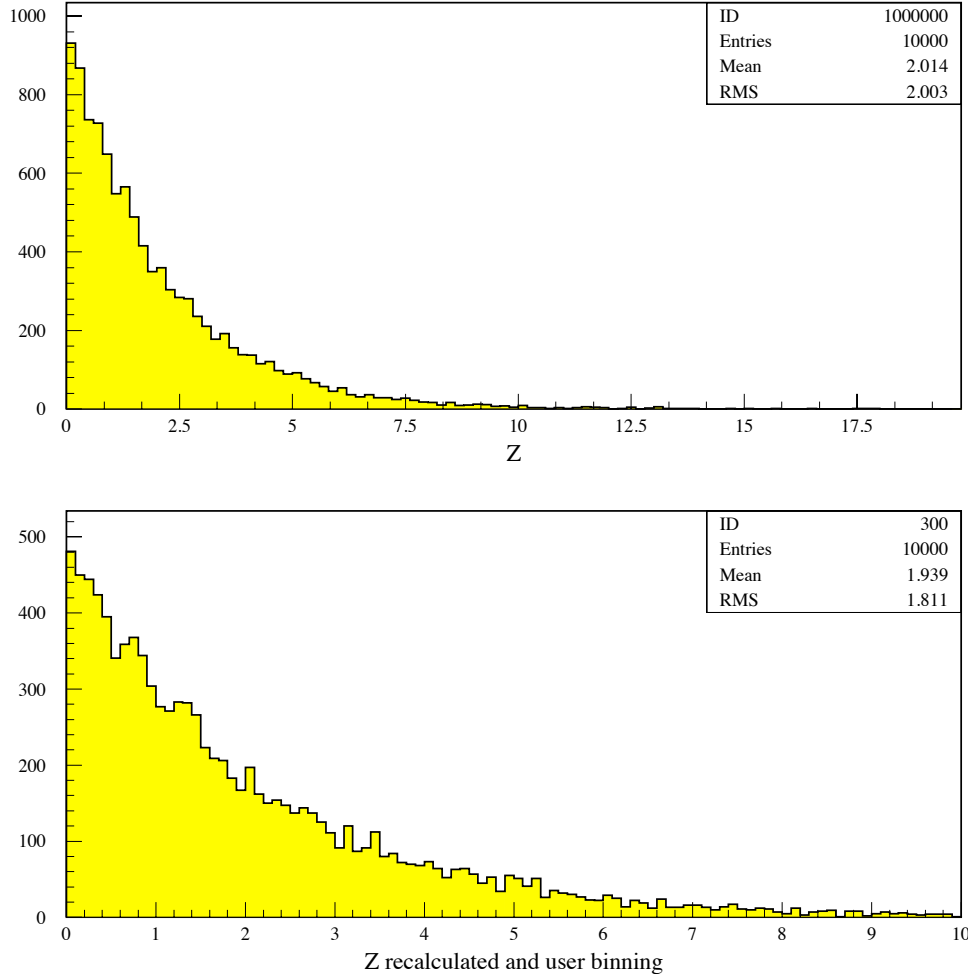 1000
800
600
400
200
0
0 2.5 5 7.5 10 12.5 15 17.5
Z
ID 1000000
Entries 10000
Mean 2.014
RMS 2.003
500
400
300
200
100
0
0 1 2 3 4 5 6 7 8 9 10
Z recalculated and user binning
ID 300
Entries 10000
Mean 1.939
RMS 1.811